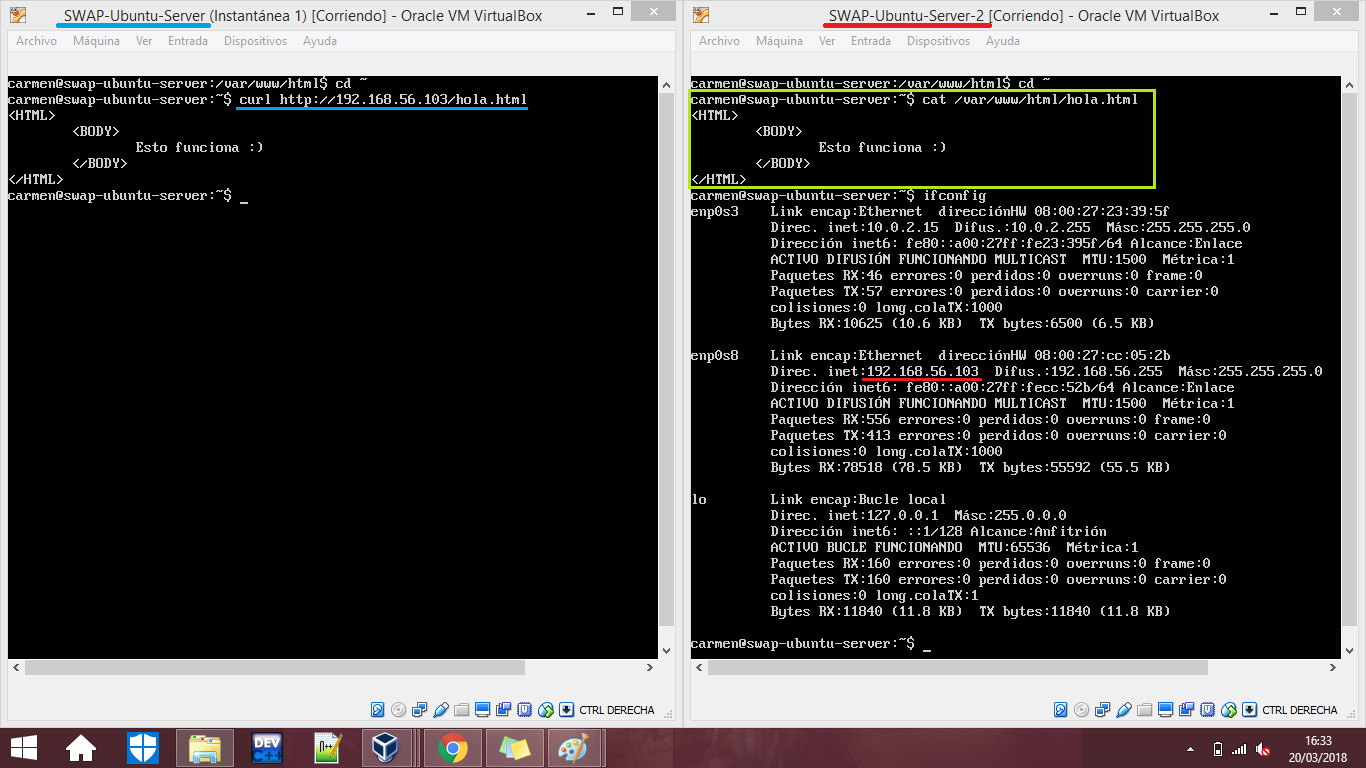 SWAP-Ubuntu-Server (Instantánea 1) [Corriendo] - Oracle VM VirtualBox
Archivo Máquina Ver Entrada Dispositivos Ayuda
carmen@swap-ubuntu-server:/var/www/html$ cd ~
carmen@swap-ubuntu-server:~$ curl http://192.168.56.103/hola.html
<HTML>
<BODY>
Esto funciona :)
</BODY>
</HTML>
carmen@swap-ubuntu-server:~$ _
CTRL DERECHA
SWAP-Ubuntu-Server-2 [Corriendo] - Oracle VM VirtualBox
Archivo Máquina Ver Entrada Dispositivos Ayuda
carmen@swap-ubuntu-server:/var/www/html$ cd ~
carmen@swap-ubuntu-server:~$ cat /var/www/html/hola.html
<HTML>
<BODY>
Esto funciona :)
</BODY>
</HTML>
carmen@swap-ubuntu-server:~$ ifconfig
enp0s3 Link encap:Ethernet direcciónHW 08:00:27:23:39:5f
Direc. inet:10.0.2.15 Difus.:10.0.2.255 Másc:255.255.255.0
Dirección inet6: fe80::a00:27ff:fe23:395f/64 Alcance:Enlace
ACTIVO DIFUSIÓN FUNCIONANDO MULTICAST MTU:1500 Métrica:1
Paquetes RX:46 errores:0 perdidos:0 overruns:0 frame:0
Paquetes TX:57 errores:0 perdidos:0 overruns:0 carrier:0
colisiones:0 long.colaTX:1000
Bytes RX:10625 (10.6 KB) TX bytes:6500 (6.5 KB)
enp0s8 Link encap:Ethernet direcciónHW 08:00:27:cc:05:2b
Direc. inet:192.168.56.103 Difus.:192.168.56.255 Másc:255.255.255.0
Dirección inet6: fe80::a00:27ff:fecc:52b/64 Alcance:Enlace
ACTIVO DIFUSIÓN FUNCIONANDO MULTICAST MTU:1500 Métrica:1
Paquetes RX:556 errores:0 perdidos:0 overruns:0 frame:0
Paquetes TX:413 errores:0 perdidos:0 overruns:0 carrier:0
colisiones:0 long.colaTX:1000
Bytes RX:78518 (78.5 KB) TX bytes:55592 (55.5 KB)
lo Link encap:Bucle local
Direc. inet:127.0.0.1 Másc:255.0.0.0
Dirección inet6: ::1/128 Alcance:Anfitrión
ACTIVO BUCLE FUNCIONANDO MTU:65536 Métrica:1
Paquetes RX:160 errores:0 perdidos:0 overruns:0 frame:0
Paquetes TX:160 errores:0 perdidos:0 overruns:0 carrier:0
colisiones:0 long.colaTX:1
Bytes RX:11840 (11.8 KB) TX bytes:11840 (11.8 KB)
carmen@swap-ubuntu-server:~$ _
CTRL DERECHA
DEV
C++
16:33
20/03/2018